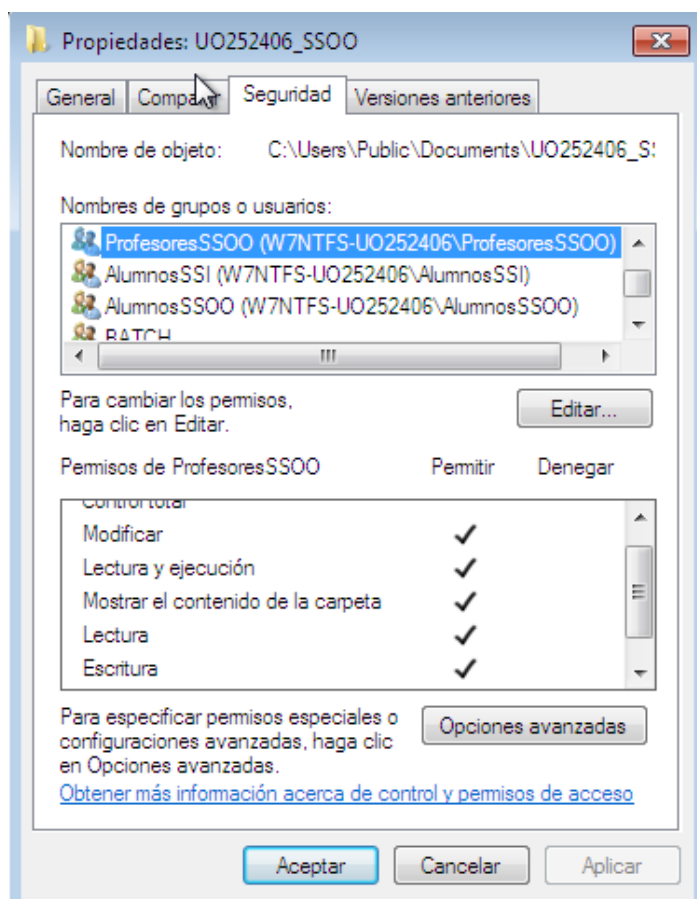 Propiedades: UO252406_SSOO
General Compartir Seguridad Versiones anteriores
Nombre de objeto: C:\Users\Public\Documents\UO252406_S
Nombres de grupos o usuarios:
ProfesoresSSOO (W7NTFS-UO252406\ProfesoresSSOO)
AlumnosSSI (W7NTFS-UO252406\AlumnosSSI)
AlumnosSSOO (W7NTFS-UO252406\AlumnosSSOO)
BATCH
Para cambiar los permisos,
haga clic en Editar.
Editar...
Permisos de ProfesoresSSOO Permitir Denegar
Control total
Modificar
Lectura y ejecución
Mostrar el contenido de la carpeta
Lectura
Escritura
Para especificar permisos especiales o
configuraciones avanzadas, haga clic
en Opciones avanzadas.
Opciones avanzadas
Obtener más información acerca de control y permisos de acceso
Aceptar Cancelar Aplicar